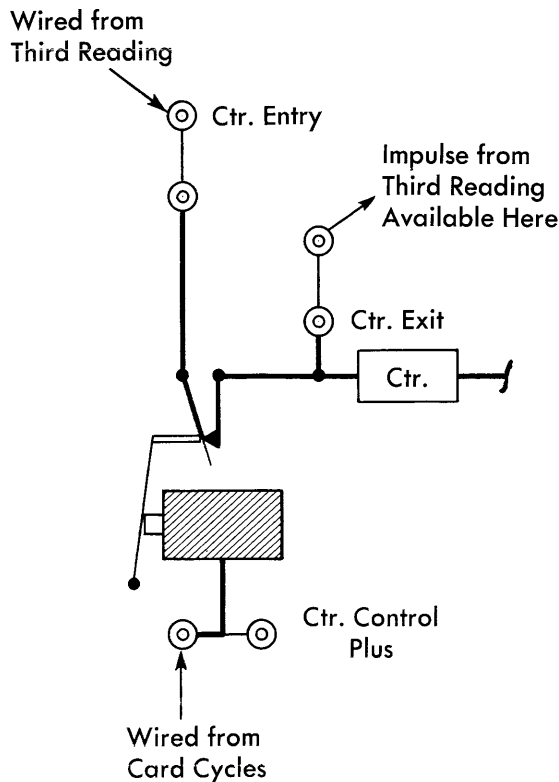 Wired from
Third Reading
Ctr. Entry
Impulse from
Third Reading
Available Here
Ctr. Exit
Ctr.
Ctr. Control
Plus
Wired from
Card Cycles